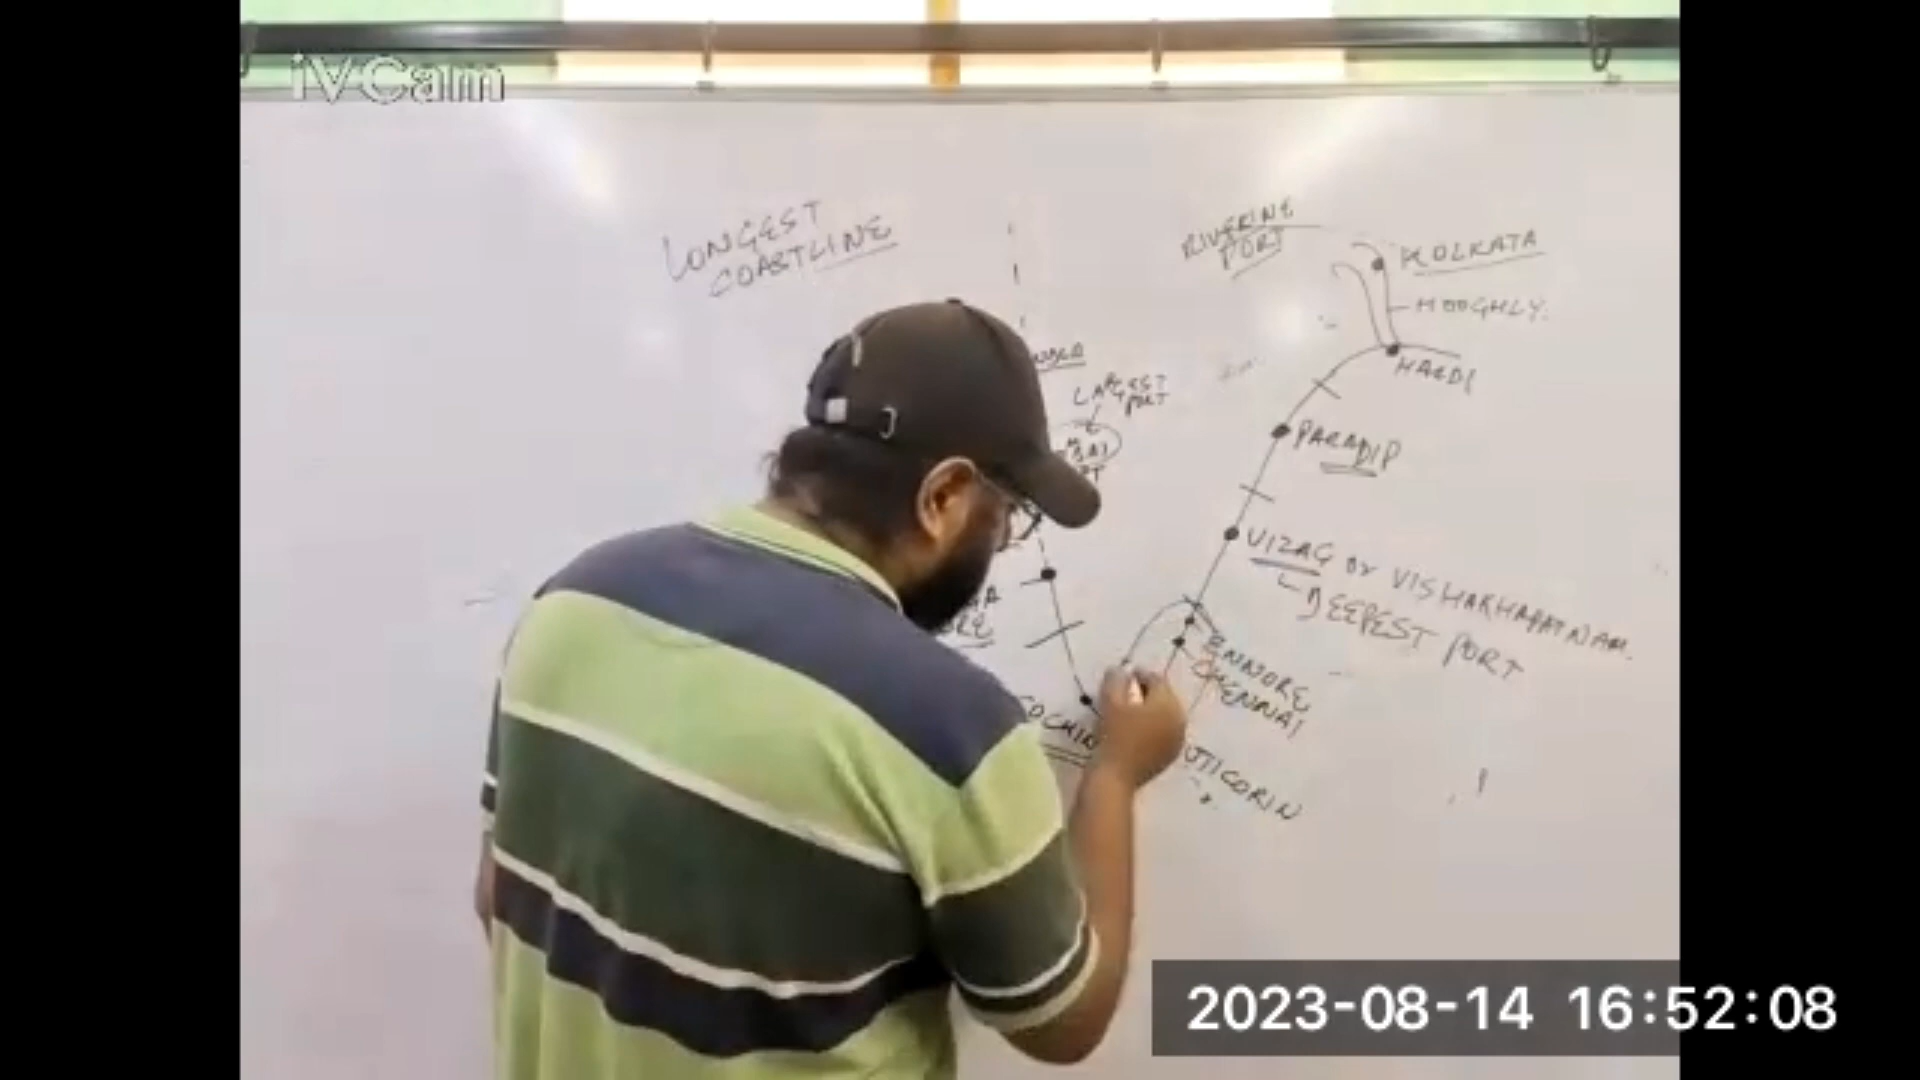 iVCam
LONGEST
COASTLINE
RIVERINE
PORT
KOLKATA
HOOGHLY.
HALDI
LARGEST
PORT
PARADIP
VIZAG or VISHAKHAPATNAM.
DEEPEST PORT
ENNORE
CHENNAI
COCHIN
UTICORIN
2023-08-14 16:52:08